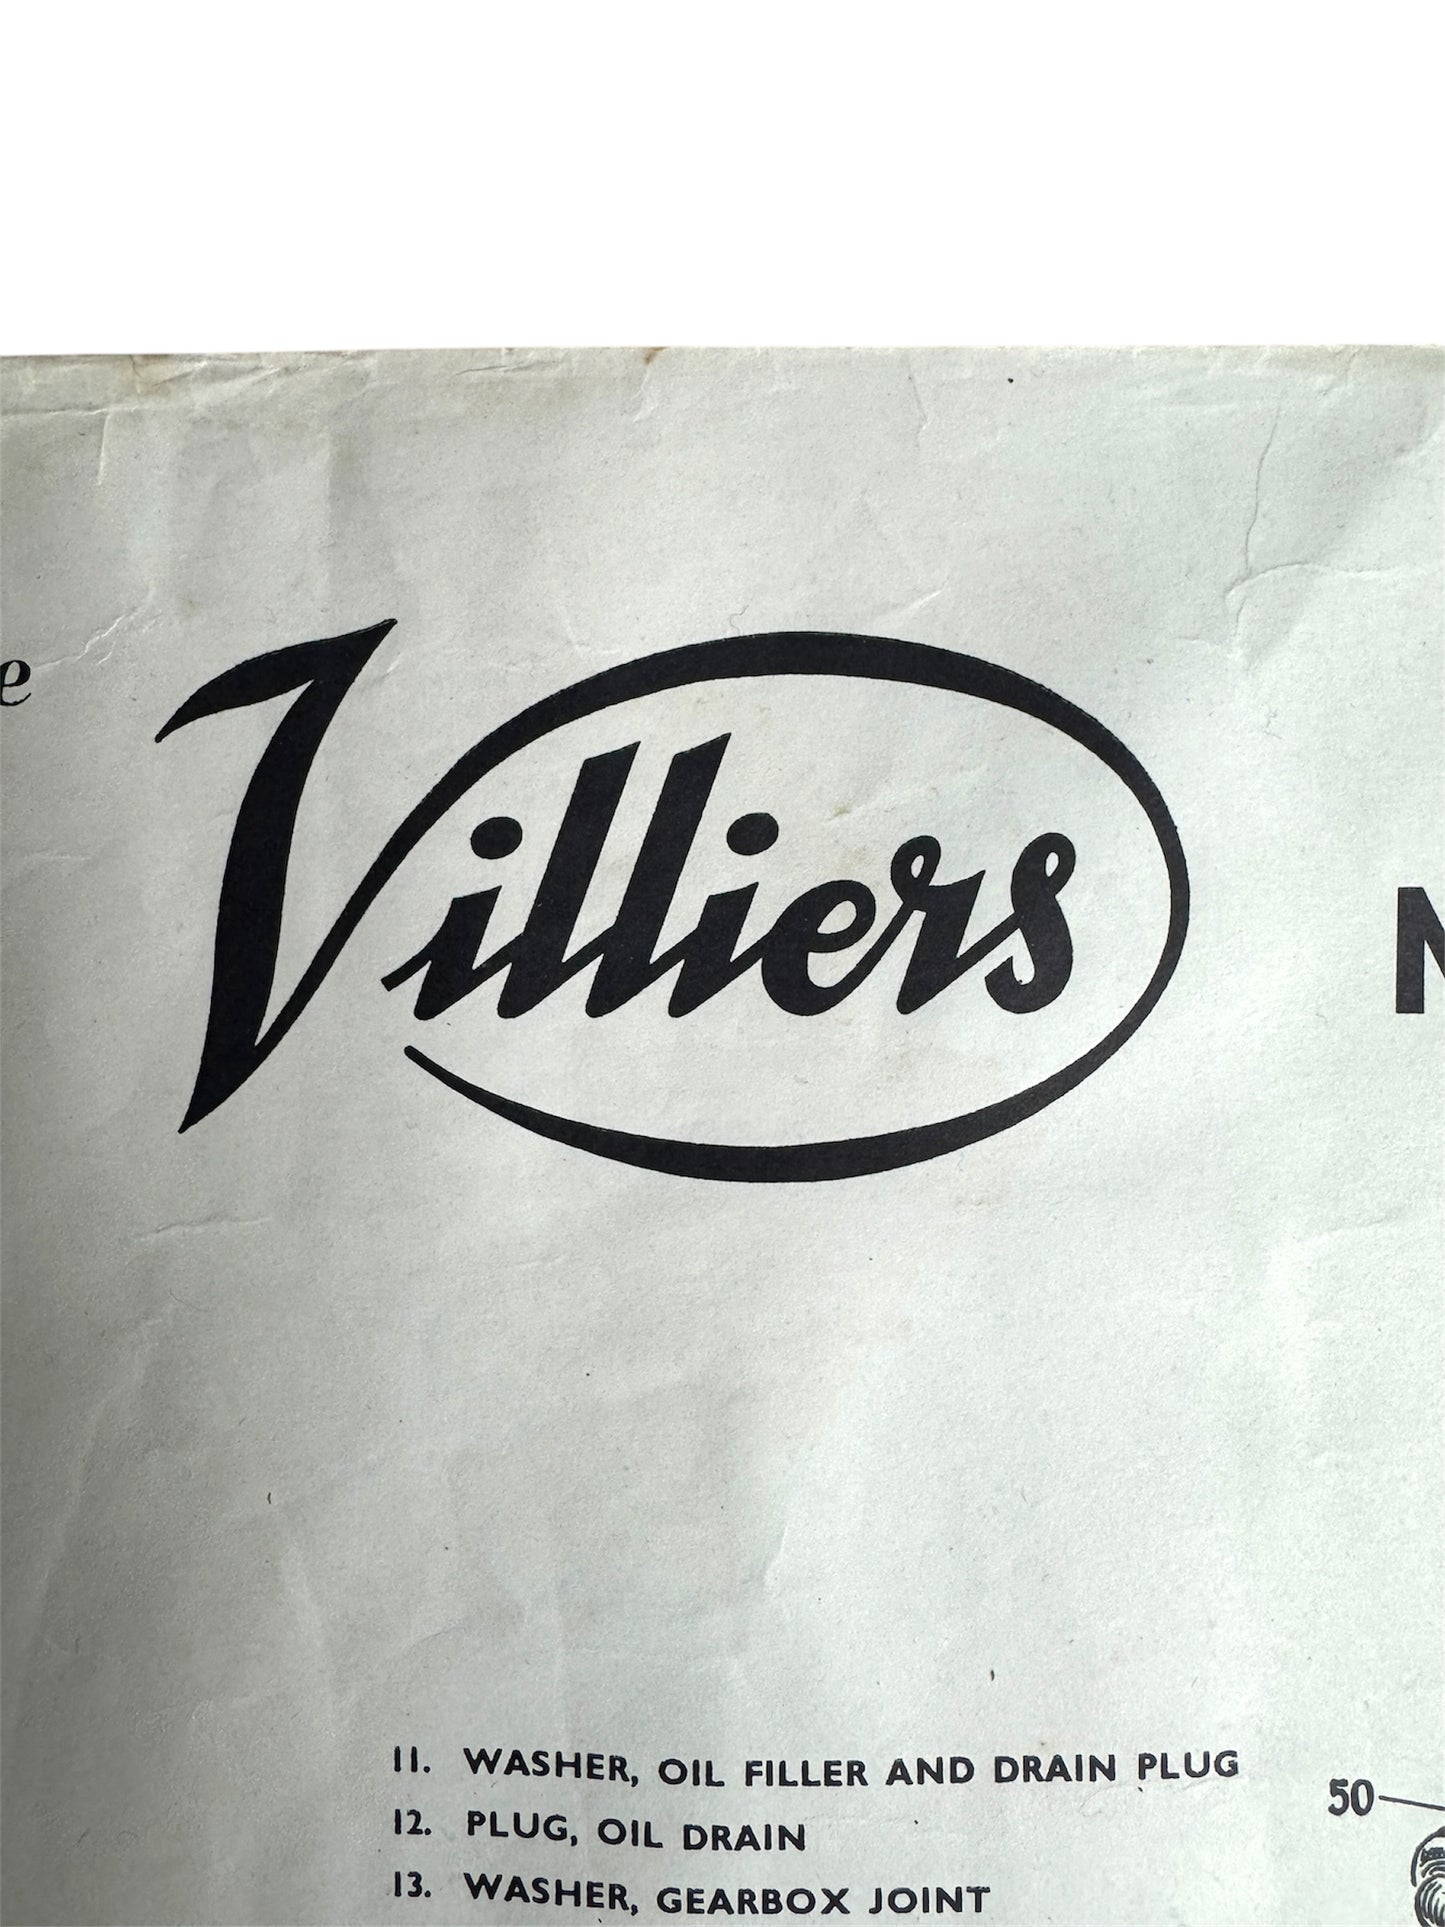 Villiers
11. WASHER, OIL FILLER AND DRAIN PLUG
50
12. PLUG, OIL DRAIN
13. WASHER, GEARBOX JOINT